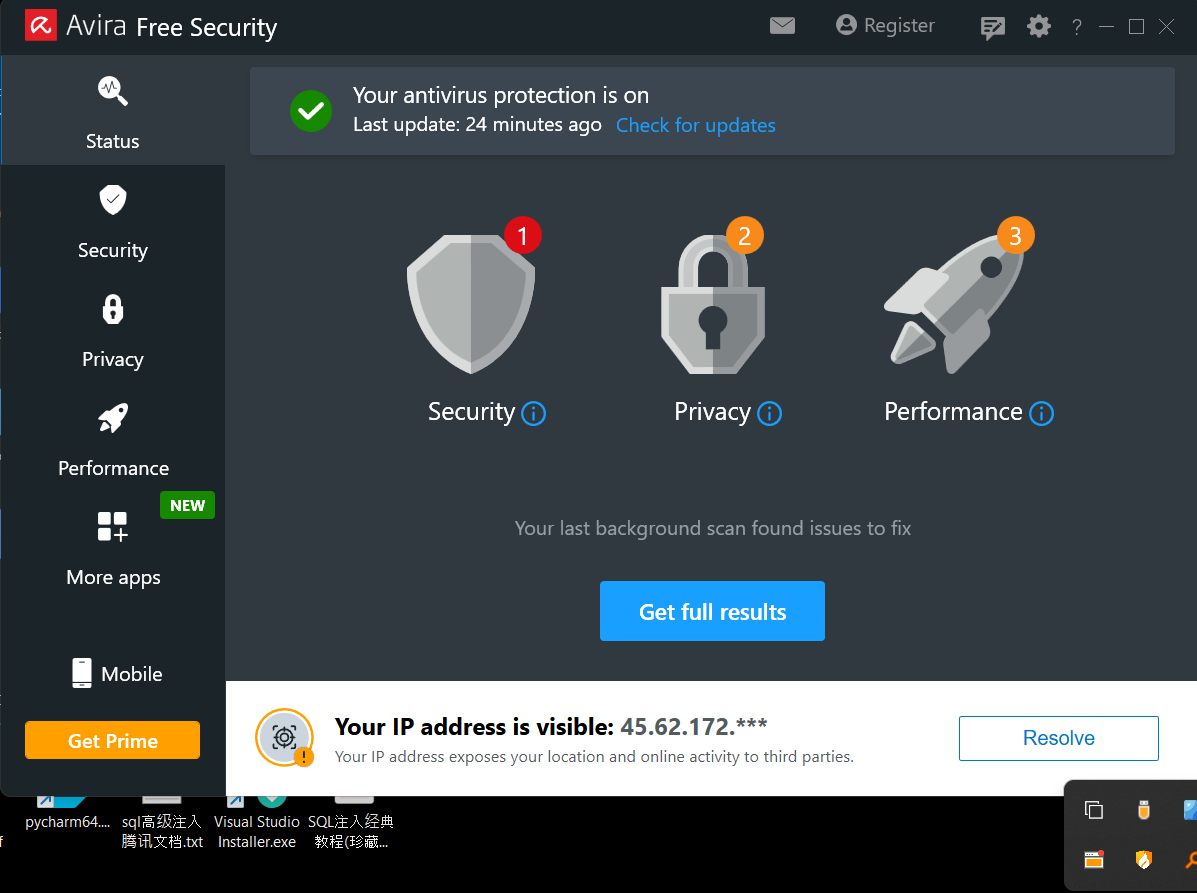 Avira Free Security
Register
?
Status
Security
Privacy
Performance
NEW
More apps
Mobile
Get Prime
Your antivirus protection is on
Last update: 24 minutes ago Check for updates
1
2
3
Security
Privacy
Performance
Your last background scan found issues to fix
Get full results
Your IP address is visible: 45.62.172.***
Your IP address exposes your location and online activity to third parties.
Resolve
pycharm64....
sql高级注入
腾讯文档.txt
Visual Studio
Installer.exe
SQL注入经典
教程(珍藏...